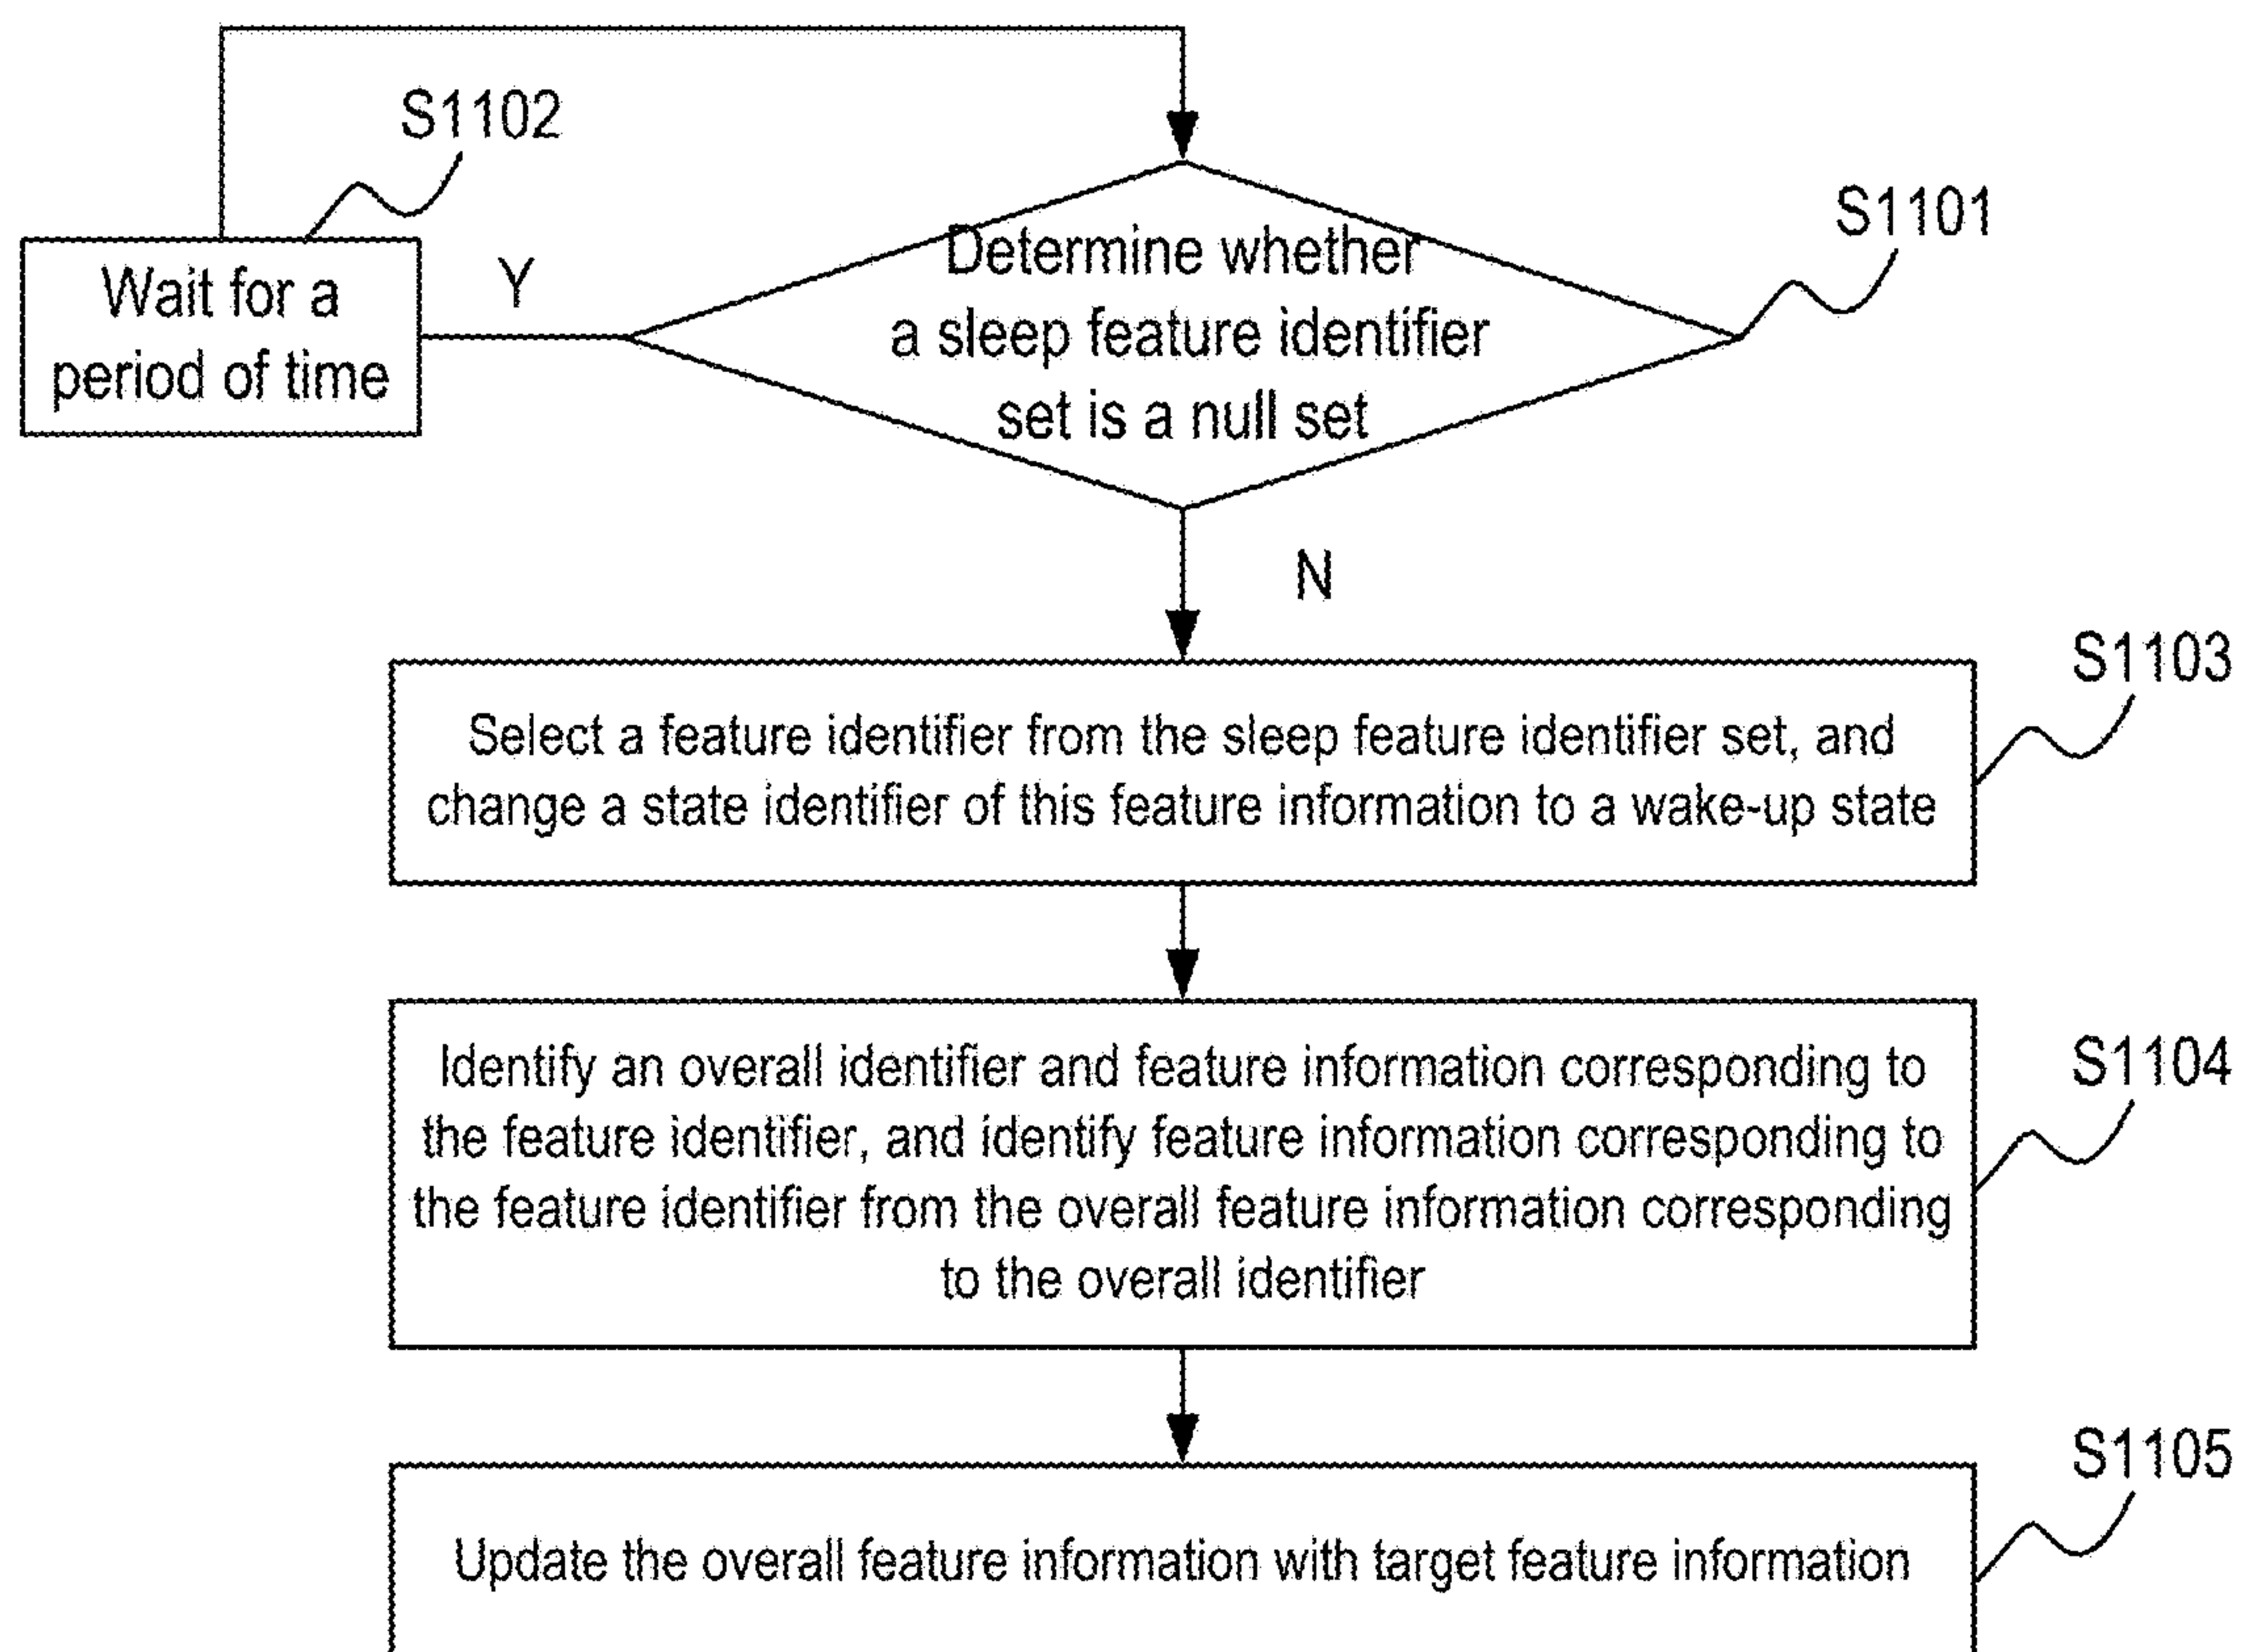 S1102
S1101
Wait for a
period of time
Y
Determine whether
a sleep feature identifier
set is a null set
N
S1103
Select a feature identifier from the sleep feature identifier set, and
change a state identifier of this feature information to a wake-up state
S1104
Identify an overall identifier and feature information corresponding to
the feature identifier, and identify feature information corresponding to
the feature identifier from the overall feature information corresponding
to the overall identifier
S1105
Update the overall feature information with target feature information